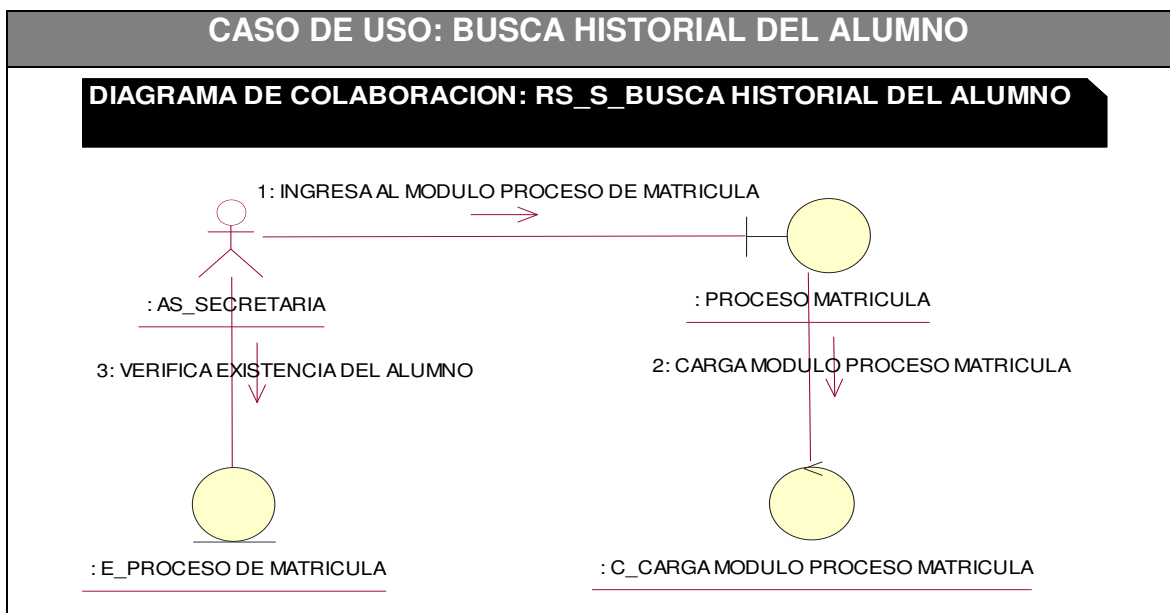 CASO DE USO: BUSCA HISTORIAL DEL ALUMNO
DIAGRAMA DE COLABORACION: RS_S_BUSCA HISTORIAL DEL ALUMNO
1: INGRESA AL MODULO PROCESO DE MATRICULA
: AS_SECRETARIA
: PROCESO MATRICULA
3: VERIFICA EXISTENCIA DEL ALUMNO
2: CARGA MODULO PROCESO MATRICULA
: E_PROCESO DE MATRICULA
: C_CARGA MODULO PROCESO MATRICULA